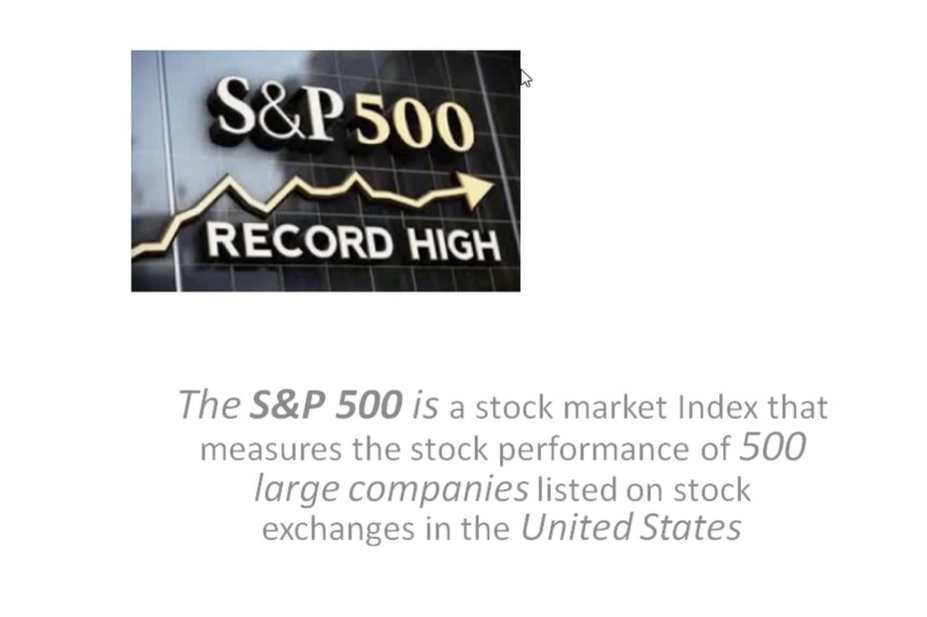 S&P 500
RECORD HIGH
The S&P 500 is a stock market Index that
measures the stock performance of 500
large companies listed on stock
exchanges in the United States